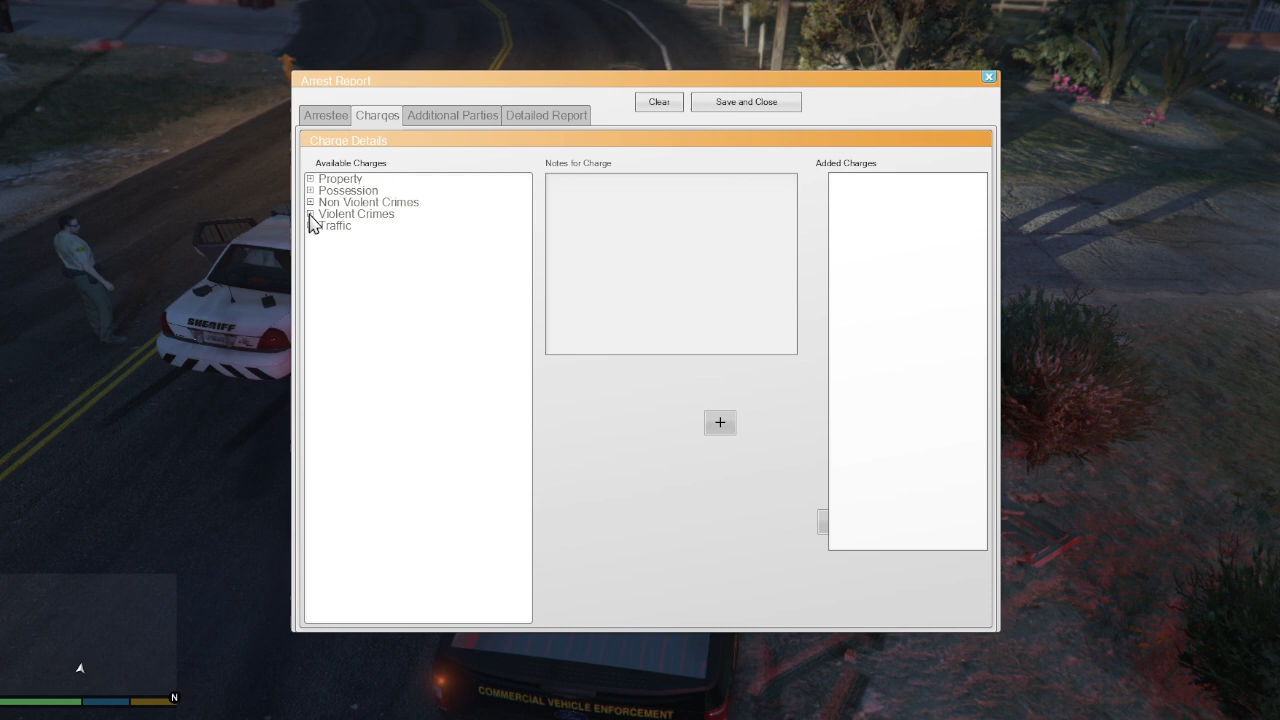 Arrest Report
x
Clear
Save and Close
Arrestee
Charges
Additional Parties
Detailed Report
Charge Details
Available Charges
Notes for Charge
Added Charges
Property
Possession
Non Violent Crimes
Violent Crimes
Traffic
+
SHERIFF
N
COMMERCIAL VEHICLE ENFORCEMENT